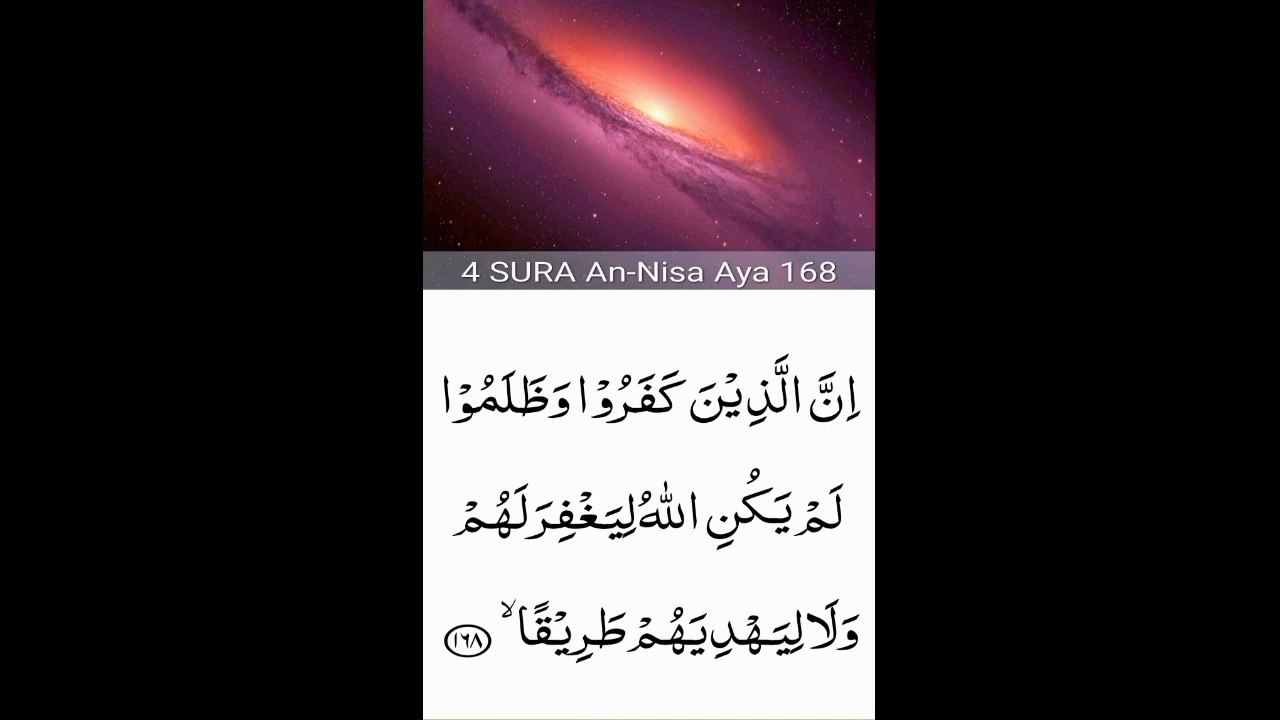 4 SURA An-Nisa Aya 168
اِنَّ الَّذِيْنَ كَفَرُوْا وَظَلَمُوْا
لَمْ يَكُنِ اللّٰهُ لِيَغْفِرَ لَهُمْ
وَلَا لِيَهْدِيَهُمْ طَرِيْقًا ۙ ١٦٨